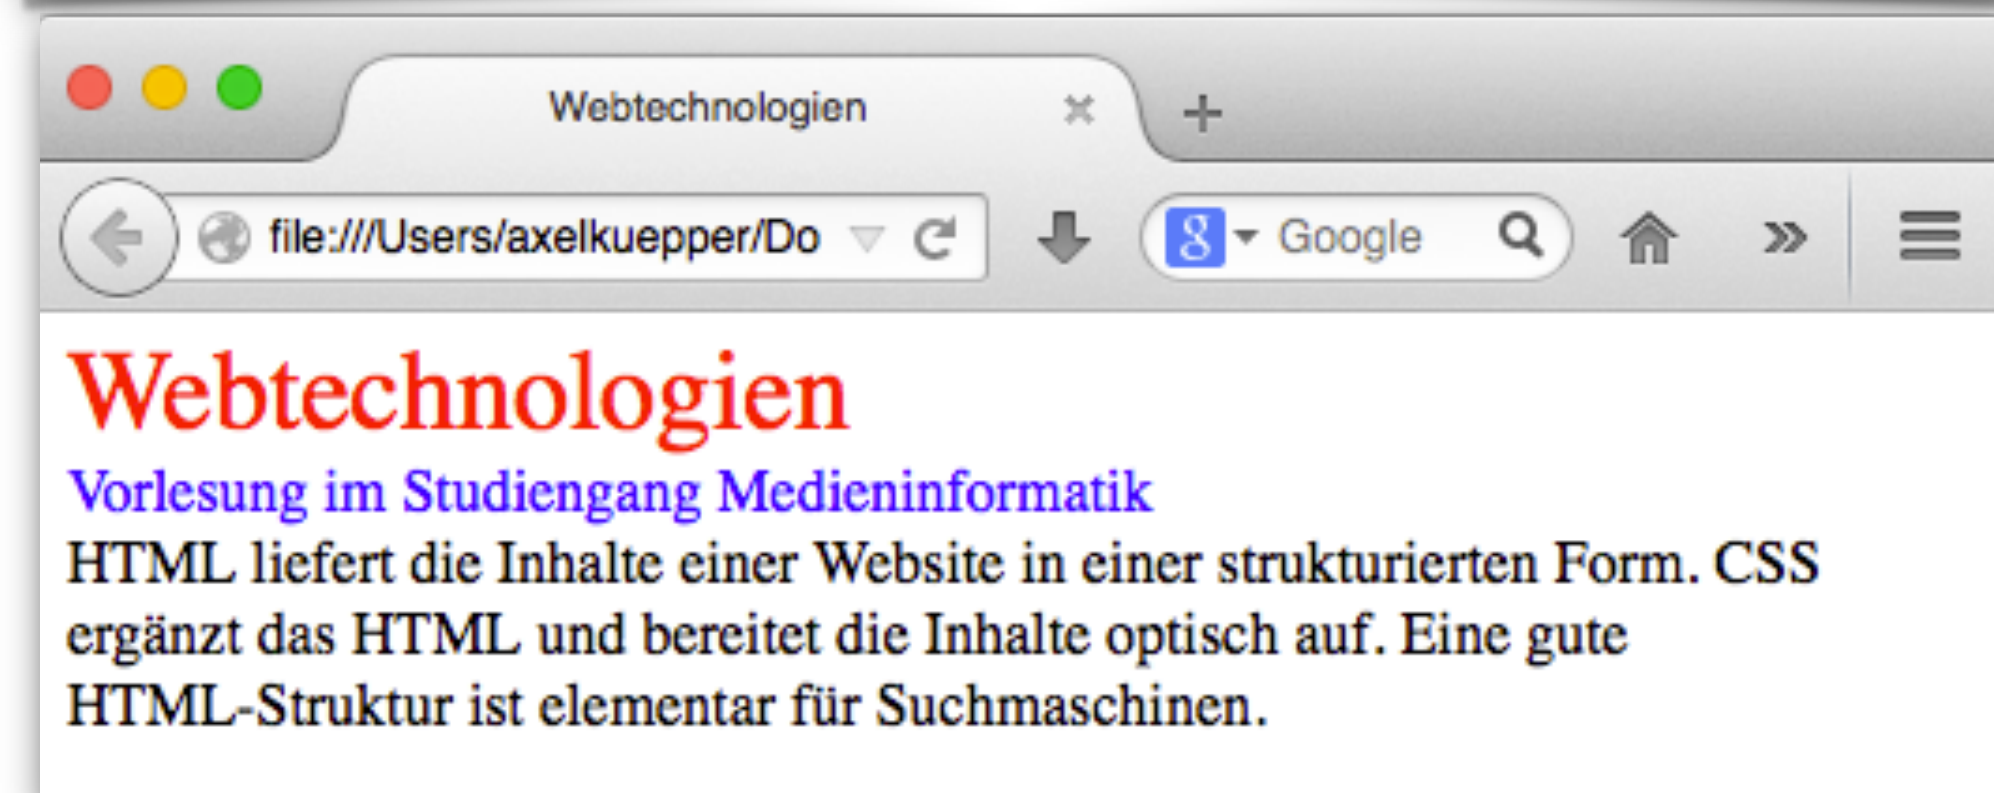 Webtechnologien
file:///Users/axelkuepper/Do
8 Google
Webtechnologien
Vorlesung im Studiengang Medieninformatik
HTML liefert die Inhalte einer Website in einer strukturierten Form. CSS
ergänzt das HTML und bereitet die Inhalte optisch auf. Eine gute
HTML-Struktur ist elementar für Suchmaschinen.